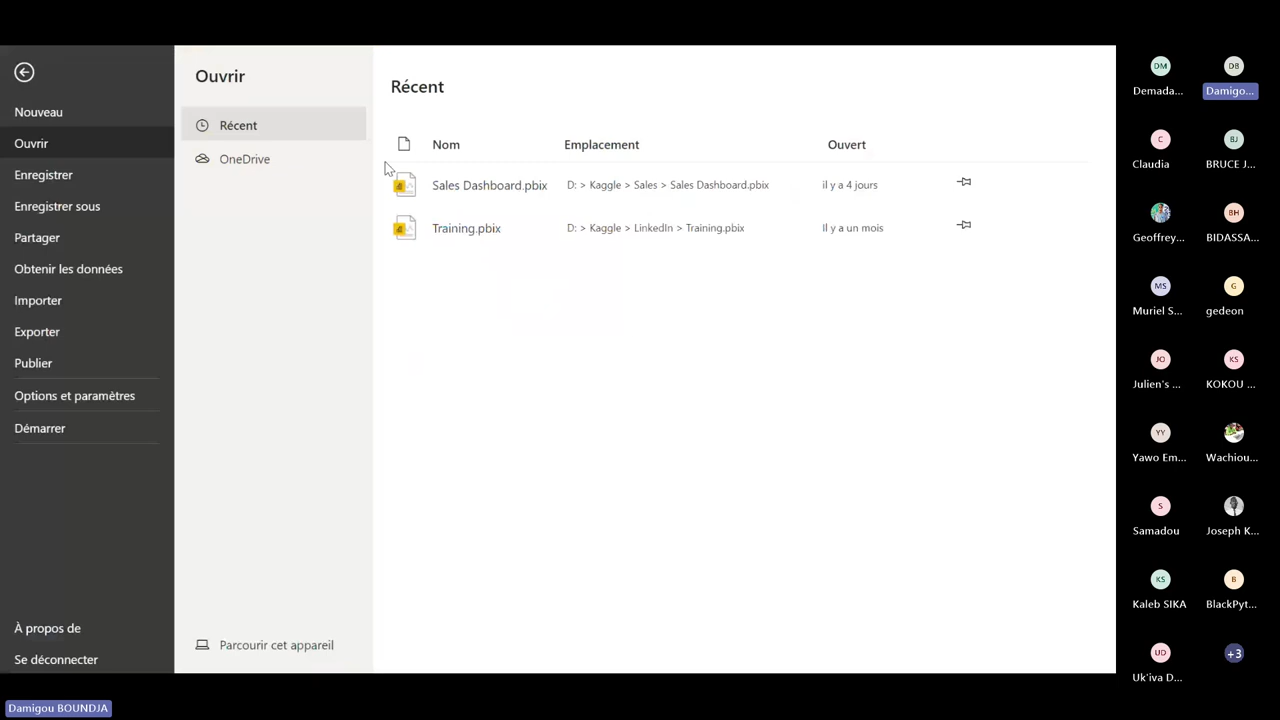 Nouveau
Ouvrir
Enregistrer
Enregistrer sous
Partager
Obtenir les données
Importer
Exporter
Publier
Options et paramètres
Démarrer
À propos de
Se déconnecter
Ouvrir
Récent
OneDrive
Parcourir cet appareil
Récent
Nom Emplacement Ouvert
Sales Dashboard.pbix D: > Kaggle > Sales > Sales Dashboard.pbix il y a 4 jours
Training.pbix D: > Kaggle > LinkedIn > Training.pbix Il y a un mois
DM DB
Demada... Damigo...
C BJ
Claudia BRUCE J...
BH
Geoffrey... BIDASSA...
MS G
Muriel S... gedeon
JO KS
Julien's ... KOKOU ...
YY
Yawo Em... Wachiou...
S
Samadou Joseph K...
KS B
Kaleb SIKA BlackPyt...
UD +3
Uk'iva D...
Damigou BOUNDJA